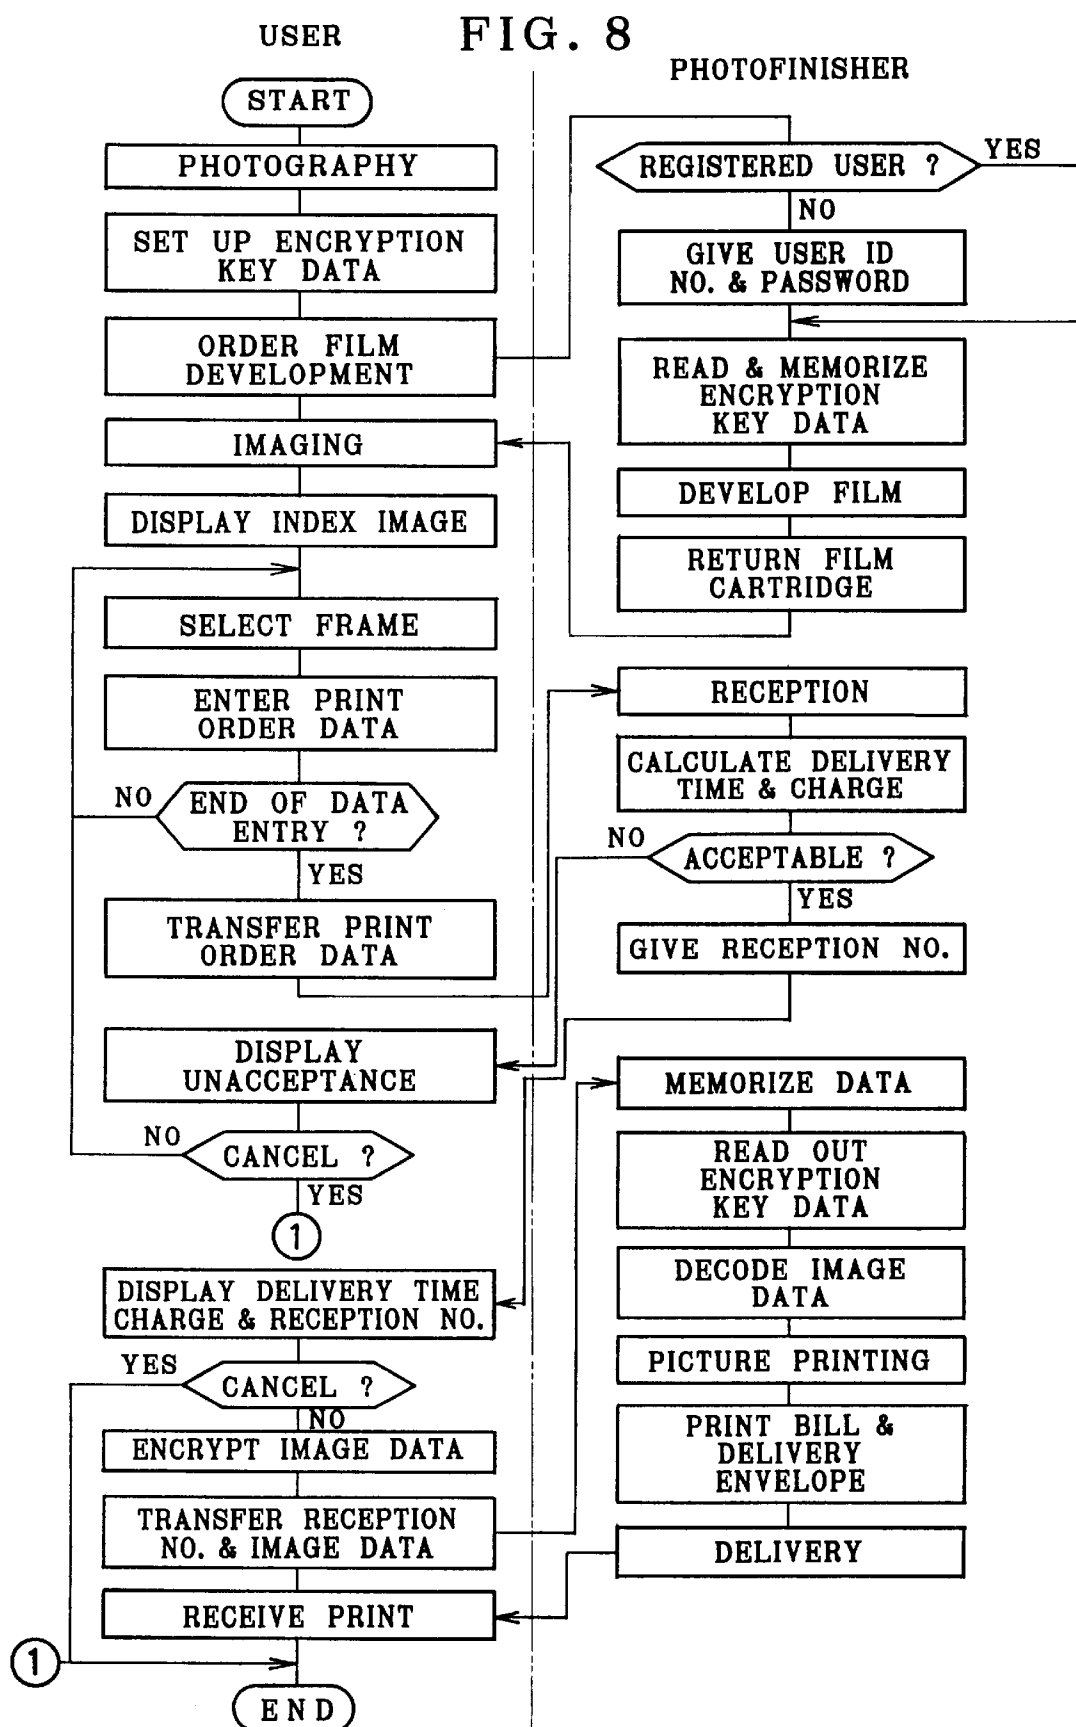 FIG. 8
USER
START
PHOTOGRAPHY
SET UP ENCRYPTION
KEY DATA
ORDER FILM
DEVELOPMENT
IMAGING
DISPLAY INDEX IMAGE
SELECT FRAME
ENTER PRINT
ORDER DATA
NO
END OF DATA
ENTRY ?
YES
TRANSFER PRINT
ORDER DATA
DISPLAY
UNACCEPTANCE
NO
CANCEL ?
YES
1
DISPLAY DELIVERY TIME
CHARGE & RECEPTION NO.
YES
CANCEL ?
NO
ENCRYPT IMAGE DATA
TRANSFER RECEPTION
NO. & IMAGE DATA
RECEIVE PRINT
1
END
PHOTOFINISHER
REGISTERED USER ?
YES
NO
GIVE USER ID
NO. & PASSWORD
READ & MEMORIZE
ENCRYPTION
KEY DATA
DEVELOP FILM
RETURN FILM
CARTRIDGE
RECEPTION
CALCULATE DELIVERY
TIME & CHARGE
NO
ACCEPTABLE ?
YES
GIVE RECEPTION NO.
MEMORIZE DATA
READ OUT
ENCRYPTION
KEY DATA
DECODE IMAGE
DATA
PICTURE PRINTING
PRINT BILL &
DELIVERY
ENVELOPE
DELIVERY